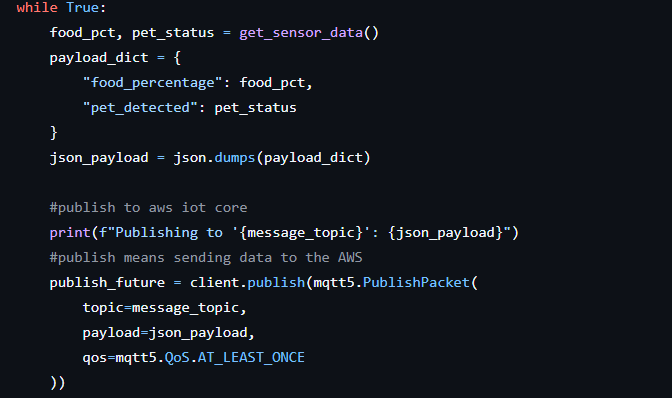 while True:
    food_pct, pet_status = get_sensor_data()
    payload_dict = {
        "food_percentage": food_pct,
        "pet_detected": pet_status
    }
    json_payload = json.dumps(payload_dict)

    #publish to aws iot core
    print(f"Publishing to '{message_topic}': {json_payload}")
    #publish means sending data to the AWS
    publish_future = client.publish(mqtt5.PublishPacket(
        topic=message_topic,
        payload=json_payload,
        qos=mqtt5.QoS.AT_LEAST_ONCE
    ))